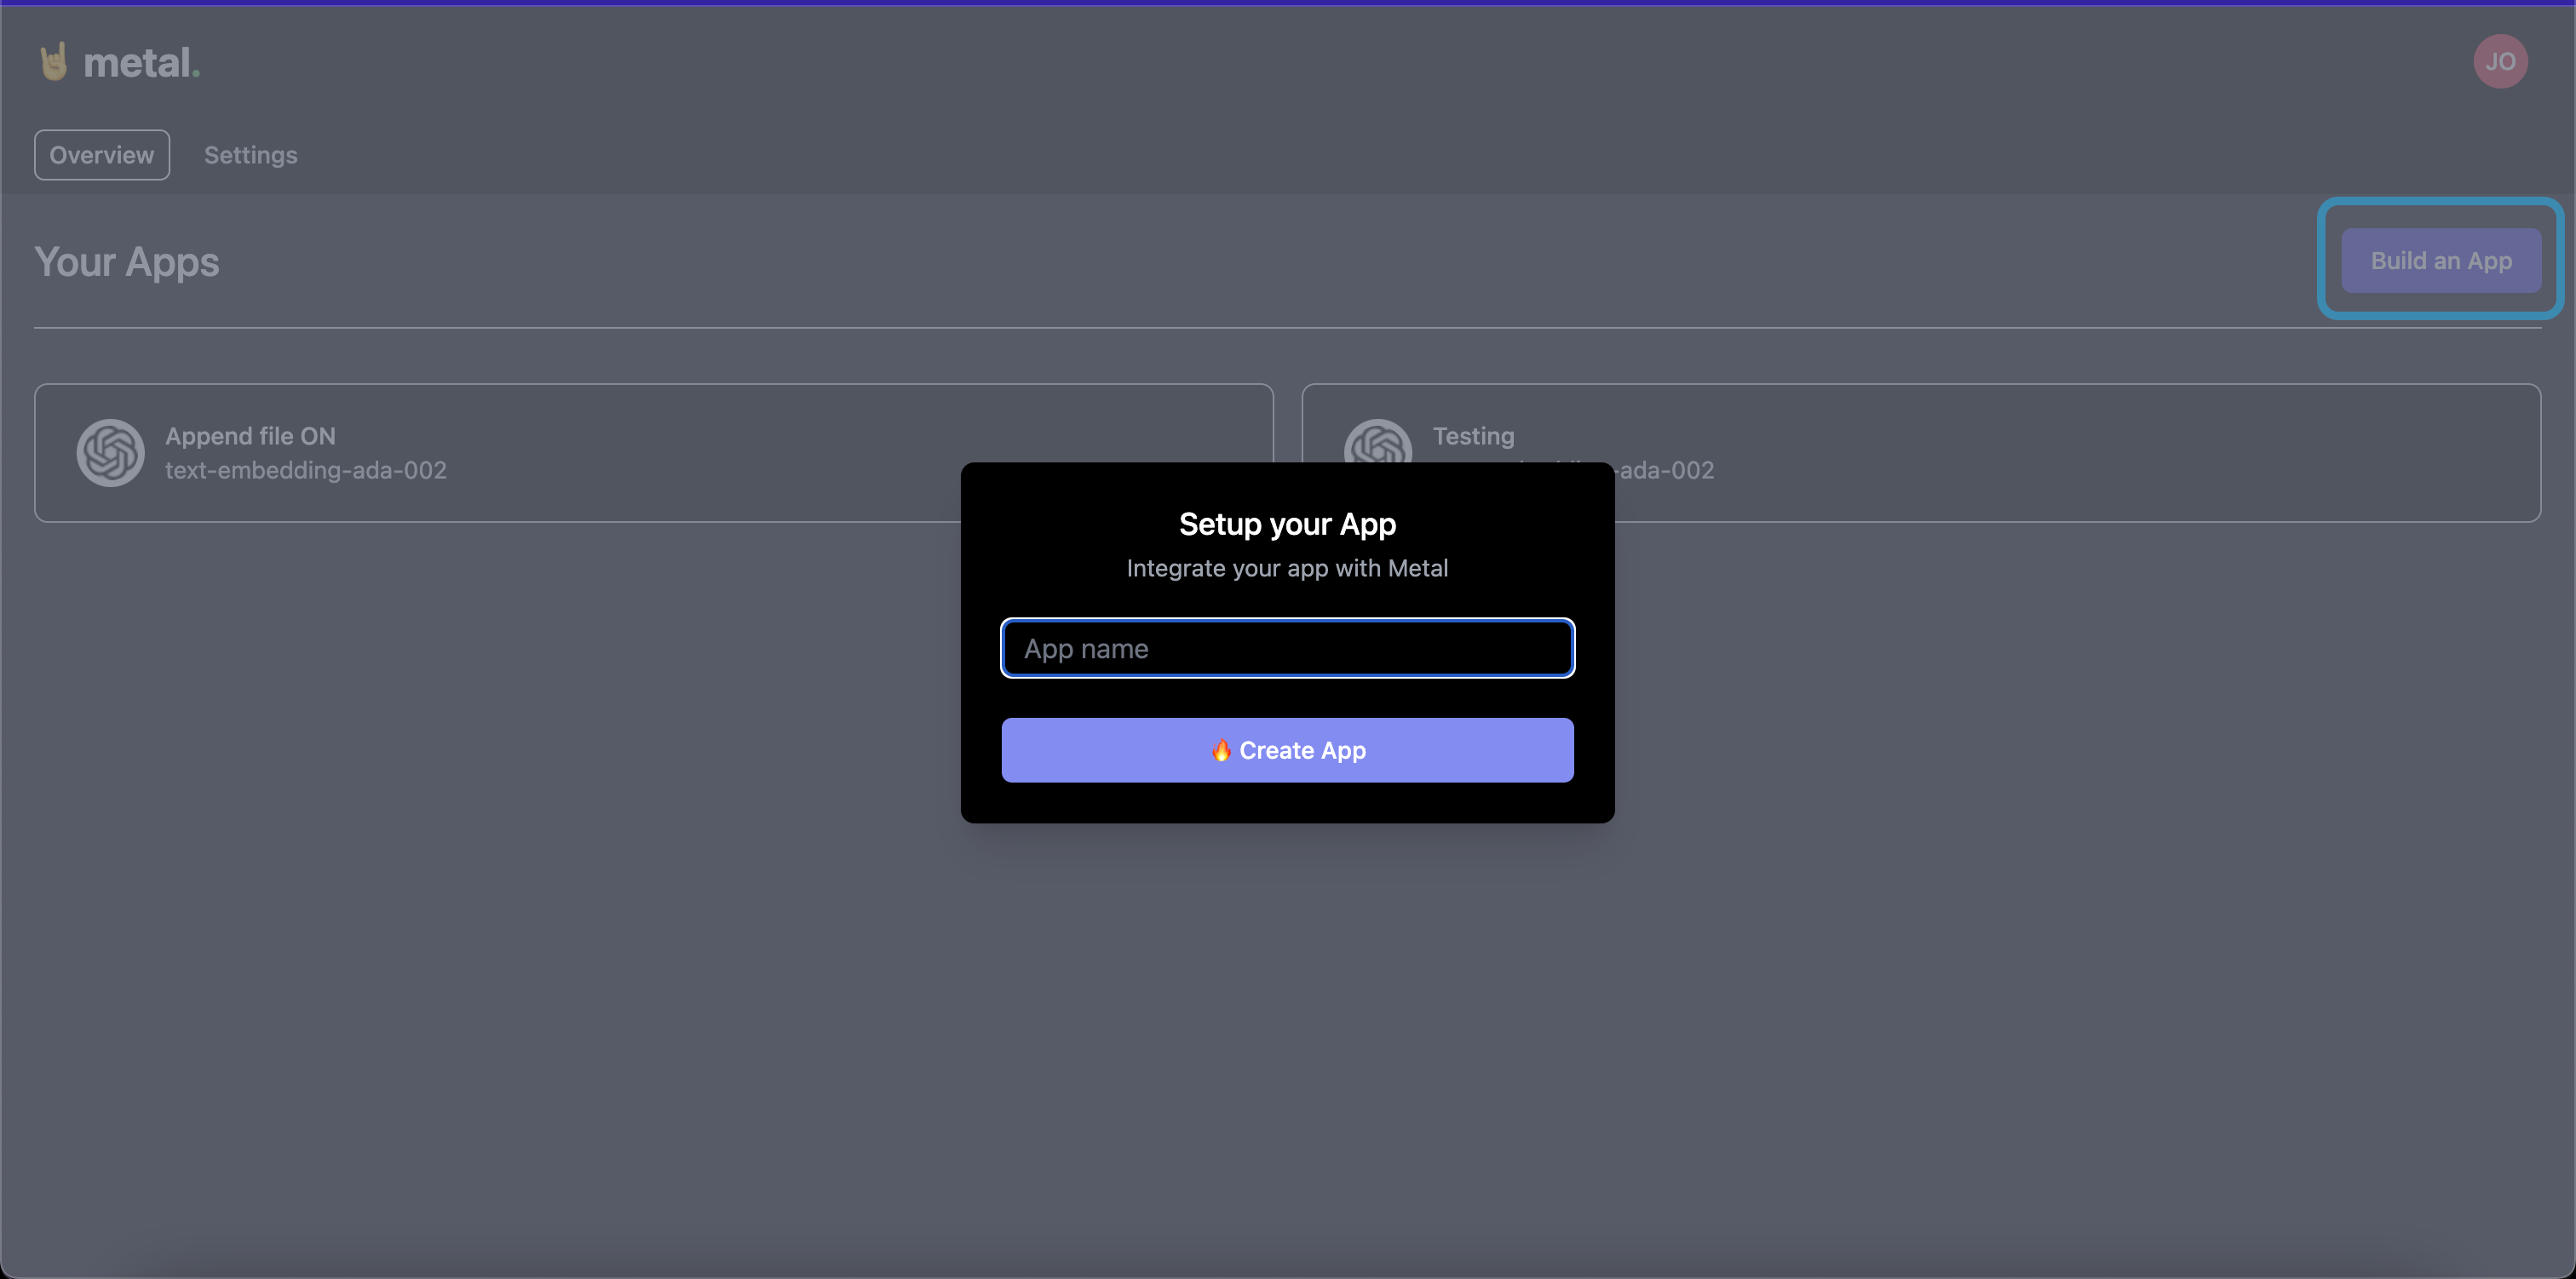 🤘 metal.
JO
Overview
Settings
Your Apps
Build an App
Append file ON
text-embedding-ada-002
Testing
-ada-002
Setup your App
Integrate your app with Metal
App name
🔥 Create App